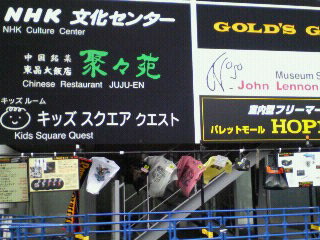 NHK 文化センター
NHK Culture Center
中国銘菜
東晶大飯店
聚々苑
Chinese Restaurant JUJU-EN
キッズ ルーム
キッズ スクエア クエスト
Kids Square Quest
GOLD'S G
Museum S
John Lennon
屋内型フリーマー
パレットモール HOP